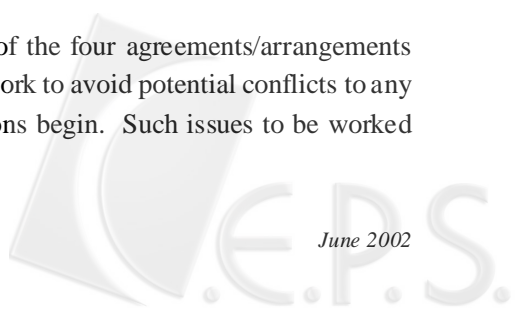 of the four agreements/arrangements
ork to avoid potential conflicts to any
ons begin. Such issues to be worked
June 2002
.E.P.S.